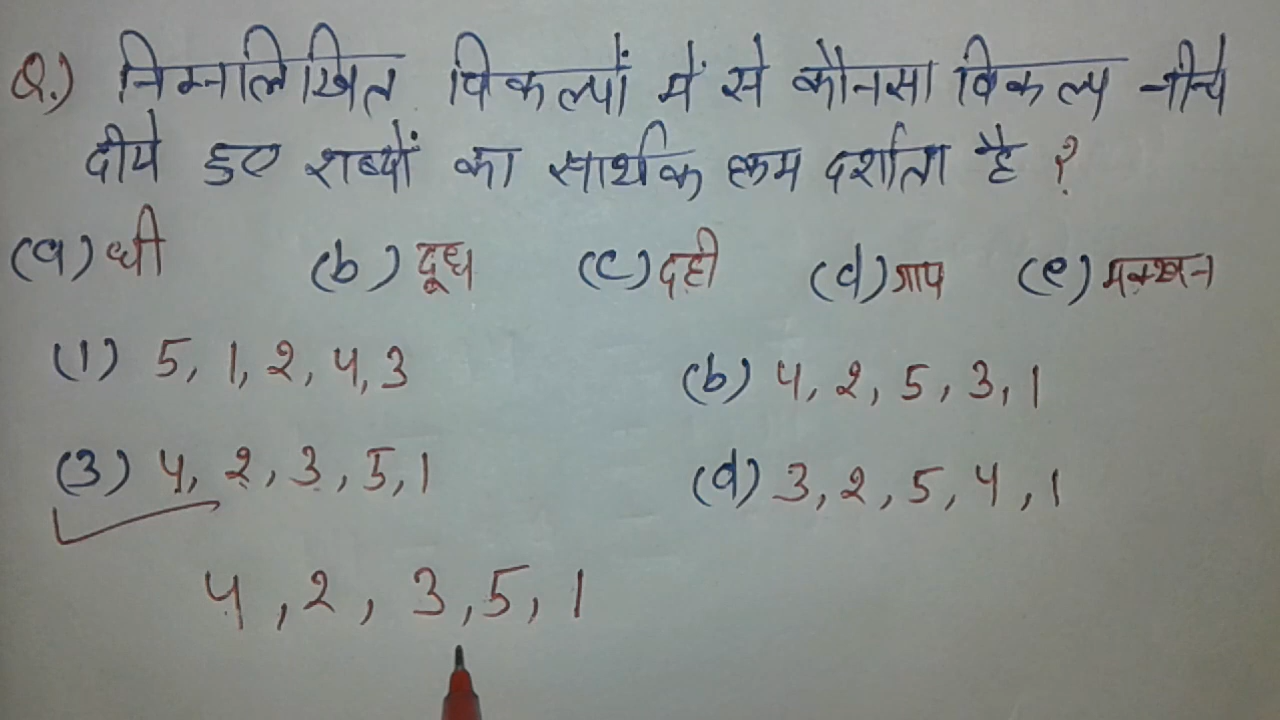 Q.) निम्नलिखित विकल्पों में से कौनसा विकल्प नीचे
दीये हुए शब्दों का सार्थक क्रम दर्शाता है ?
(a) घी (b) दूध (c) दही (d) गाय (e) मक्खन
(1) 5, 1, 2, 4, 3 (b) 4, 2, 5, 3, 1
(3) 4, 2, 3, 5, 1 (d) 3, 2, 5, 4, 1
4, 2, 3, 5, 1